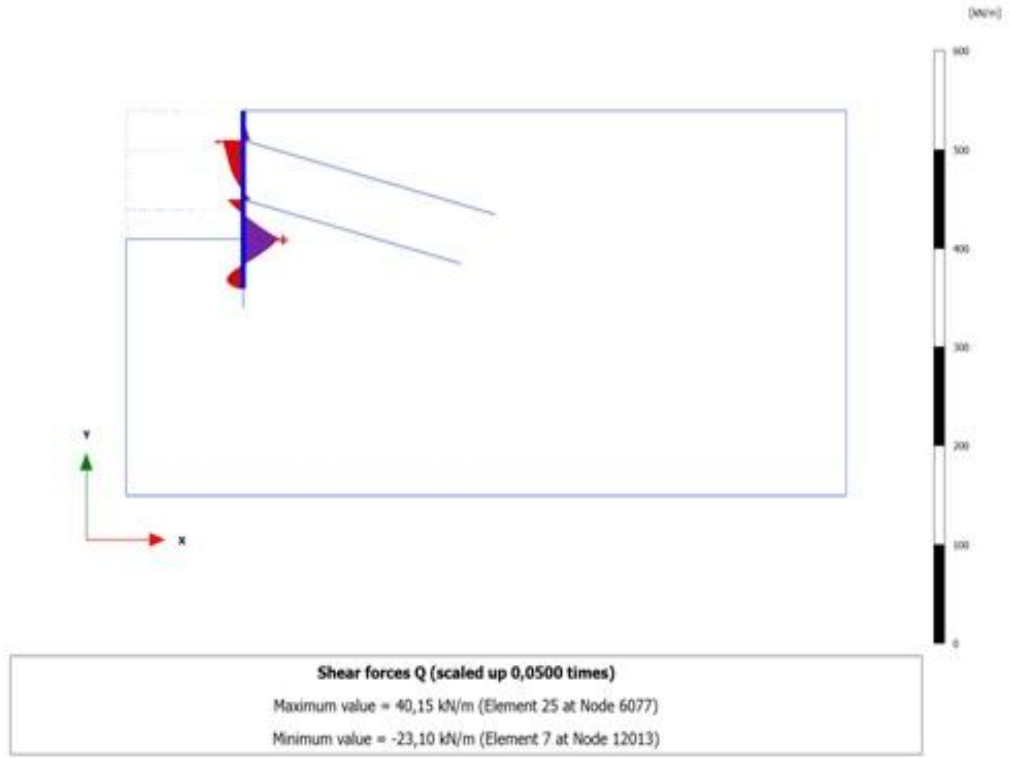 [kN/m]
600
500
400
300
200
100
0
Y
X
Shear forces Q (scaled up 0,0500 times)
Maximum value = 40,15 kN/m (Element 25 at Node 6077)
Minimum value = -23,10 kN/m (Element 7 at Node 12013)